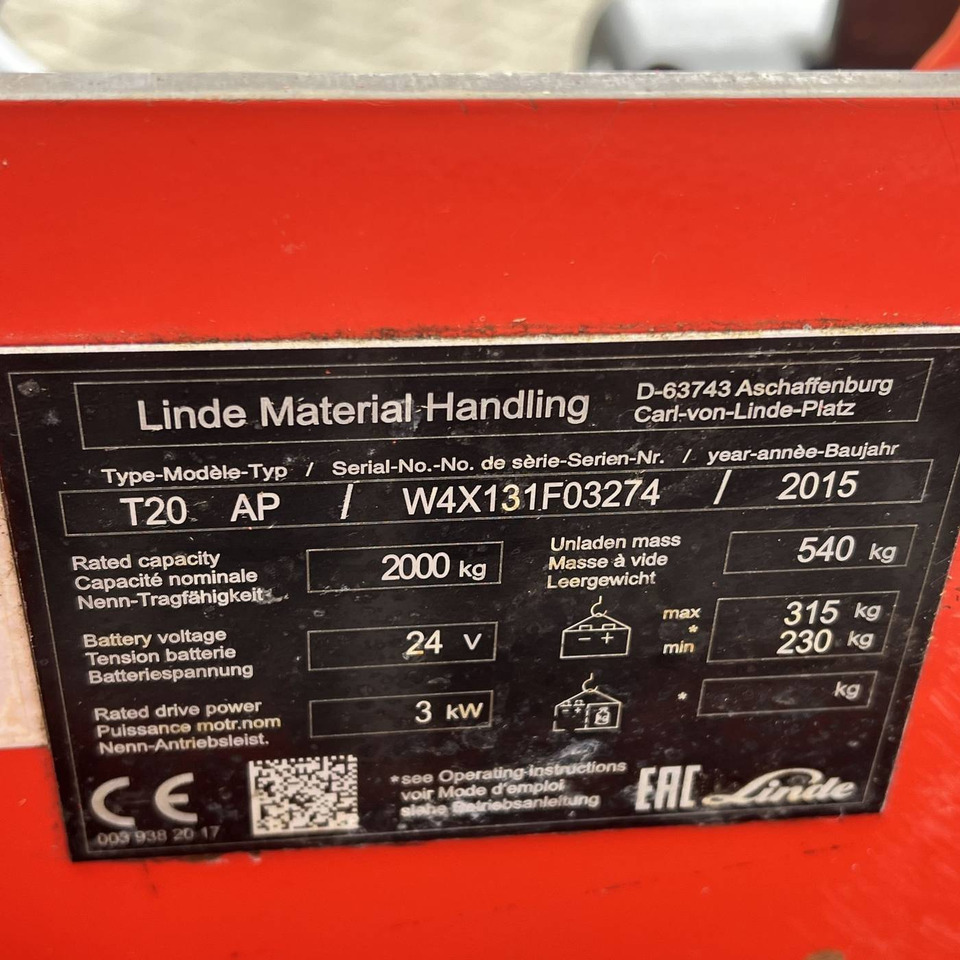 Linde Material Handling
D-63743 Aschaffenburg
Carl-von-Linde-Platz
Type-Modèle-Typ / Serial-No.-No. de sèrie-Serien-Nr. / year-annèe-Baujahr
T20 AP / W4X131F03274 / 2015
Rated capacity
Capacité nominale
Nenn-Tragfähigkeit
2000 kg
Unladen mass
Masse à vide
Leergewicht
540 kg
Battery voltage
Tension batterie
Batteriespannung
24 V
max 315 kg
*
min 230 kg
Rated drive power
Puissance motr.nom
Nenn-Antriebsleist.
3 kW
* kg
*see Operating-instructions
voir Mode d'emploi
siehe Betriebsanleitung
CE
003 938 20 17
EAC
Linde